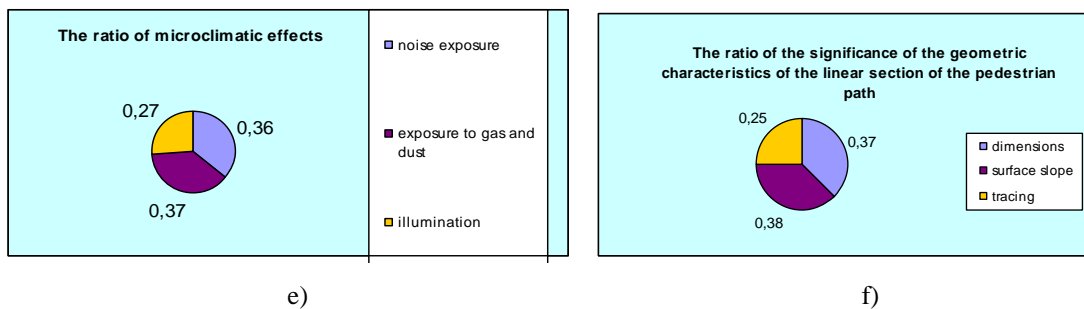 The ratio of microclimatic effects
0,27
0,36
0,37
noise exposure
exposure to gas and
dust
illumination
e)
The ratio of the significance of the geometric
characteristics of the linear section of the pedestrian
path
0,25
0,37
0,38
dimensions
surface slope
tracing
f)